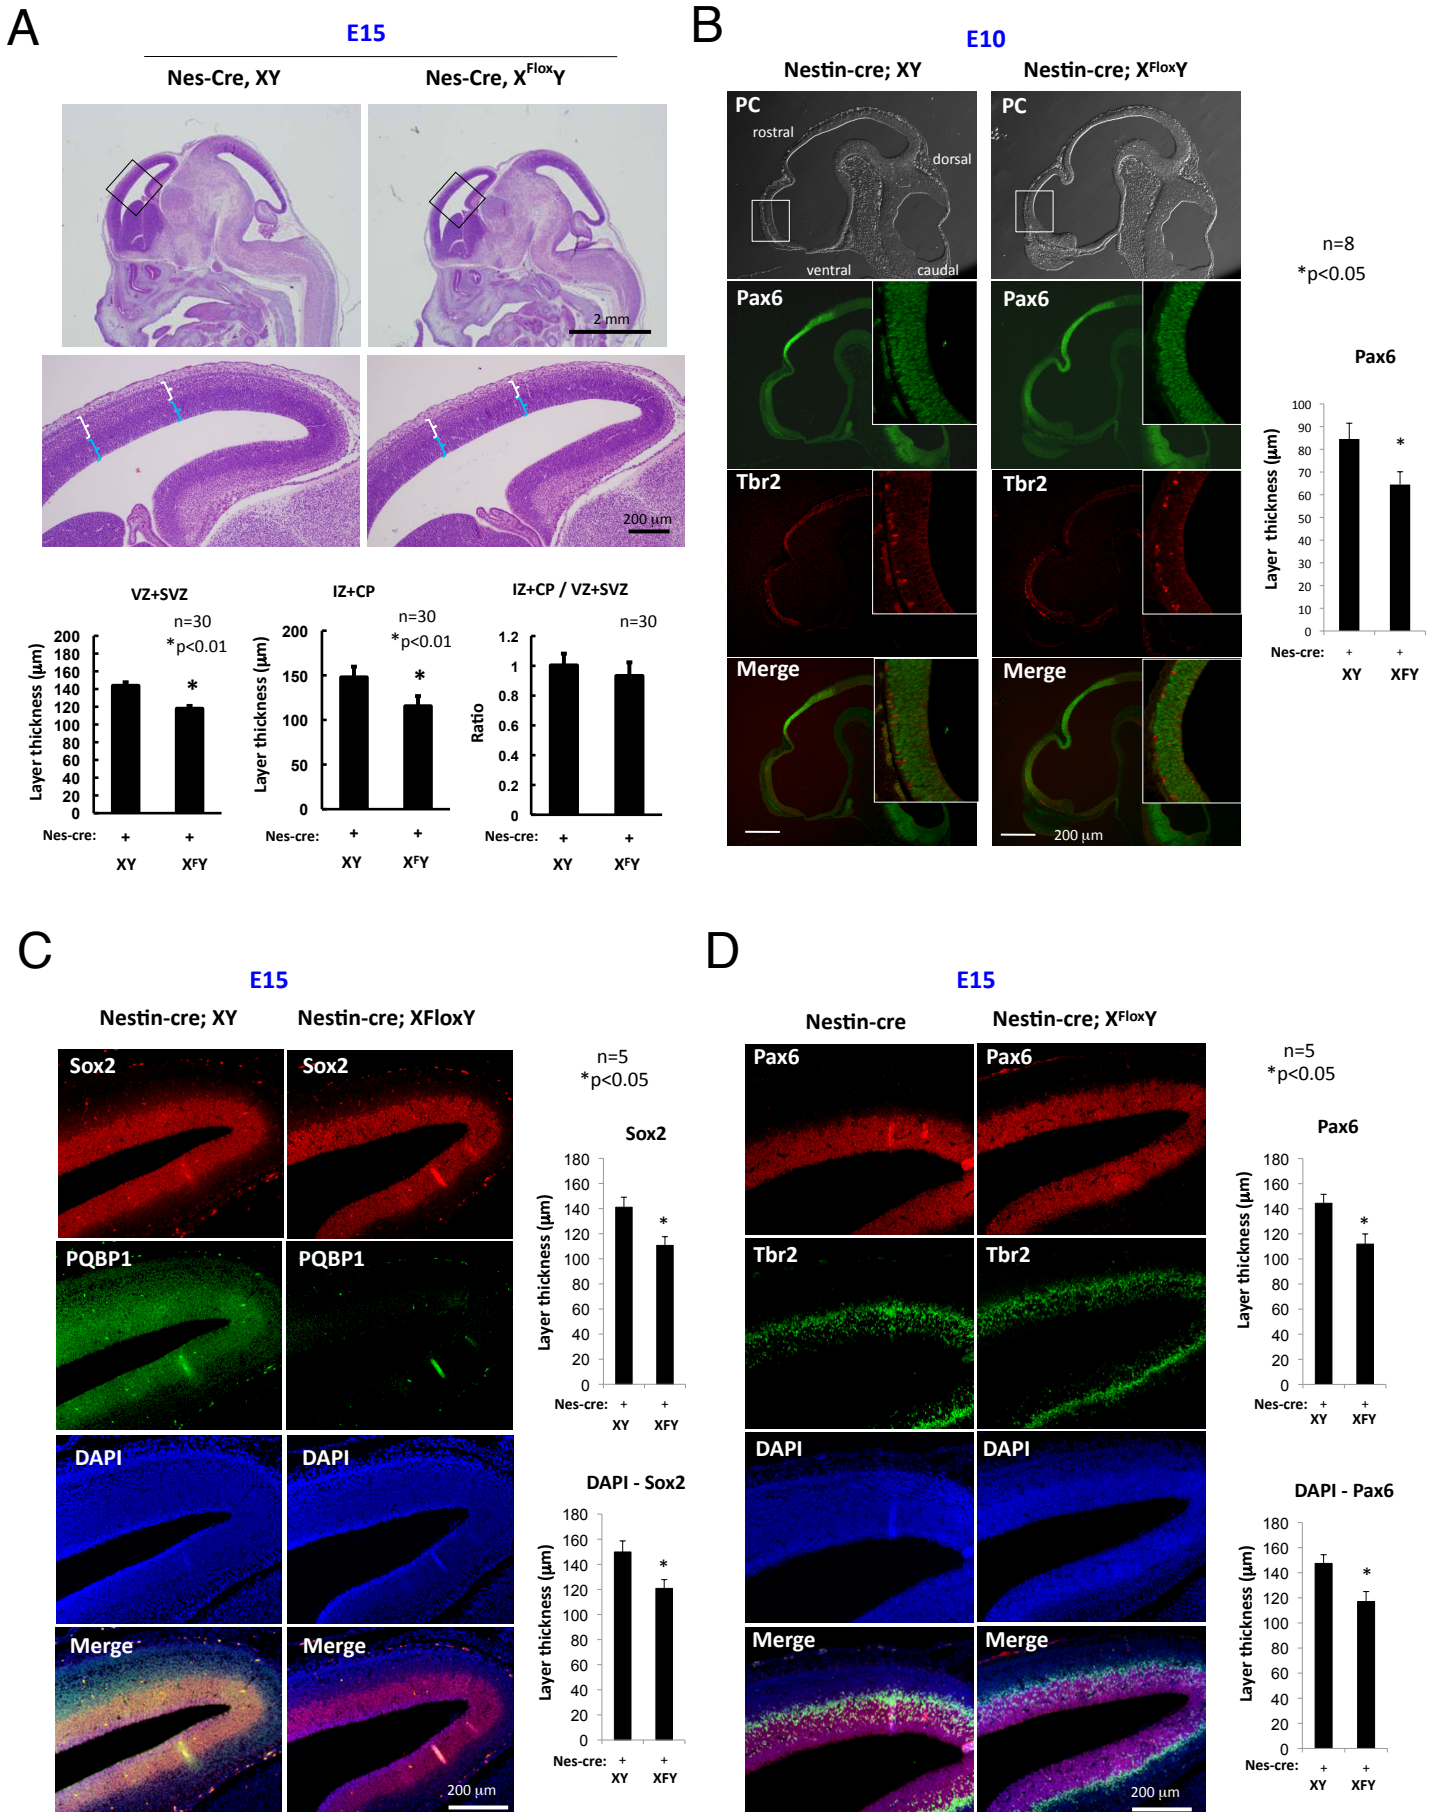 A
E15
Nes-Cre, XY
Nes-Cre, XFloxY
2 mm
200 µm
VZ+SVZ
n=30
*p<0.01
Layer thickness (µm)
200
180
160
140
120
100
80
60
40
20
0
*
Nes-cre: + +
XY XFY
IZ+CP
n=30
*p<0.01
Layer thickness (µm)
200
150
100
50
0
*
+ +
XY XFY
IZ+CP / VZ+SVZ
n=30
Ratio
1.2
1
0.8
0.6
0.4
0.2
0
Nes-cre: + +
XY XFY
B
E10
Nestin-cre; XY
Nestin-cre; XFloxY
PC
rostral
dorsal
ventral
caudal
PC
Pax6
Pax6
Tbr2
Tbr2
Merge
Merge
200 µm
n=8
*p<0.05
Pax6
Layer thickness (µm)
100
90
80
70
60
50
40
30
20
10
0
*
Nes-cre: + +
XY XFY
C
E15
Nestin-cre; XY
Nestin-cre; XFloxY
Sox2
Sox2
PQBP1
PQBP1
DAPI
DAPI
Merge
Merge
200 µm
n=5
*p<0.05
Sox2
Layer thickness (µm)
180
160
140
120
100
80
60
40
20
0
*
Nes-cre: + +
XY XFY
DAPI - Sox2
Layer thickness (µm)
180
160
140
120
100
80
60
40
20
0
*
Nes-cre: + +
XY XFY
D
E15
Nestin-cre
Nestin-cre; XFloxY
Pax6
Pax6
Tbr2
Tbr2
DAPI
DAPI
Merge
Merge
200 µm
n=5
*p<0.05
Pax6
Layer thickness (µm)
180
160
140
120
100
80
60
40
20
0
*
Nes-cre: + +
XY XFY
DAPI - Pax6
Layer thickness (µm)
180
160
140
120
100
80
60
40
20
0
*
Nes-cre: + +
XY XFY